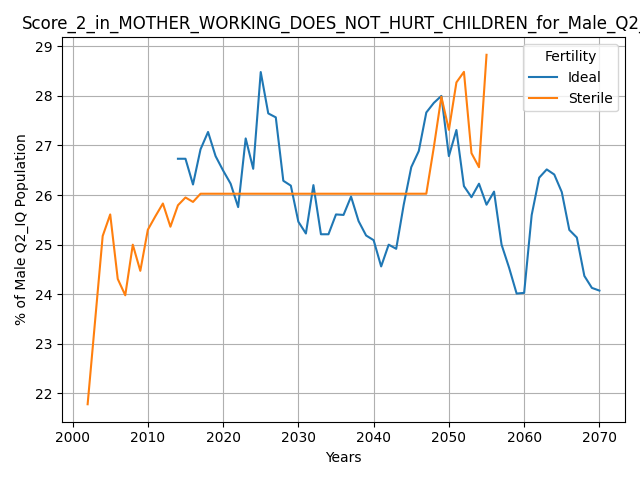 Score_2_in_MOTHER_WORKING_DOES_NOT_HURT_CHILDREN_for_Male_Q2_
29
28
27
26
25
24
23
22
% of Male Q2_IQ Population
Fertility
Ideal
Sterile
2000 2010 2020 2030 2040 2050 2060 2070
Years